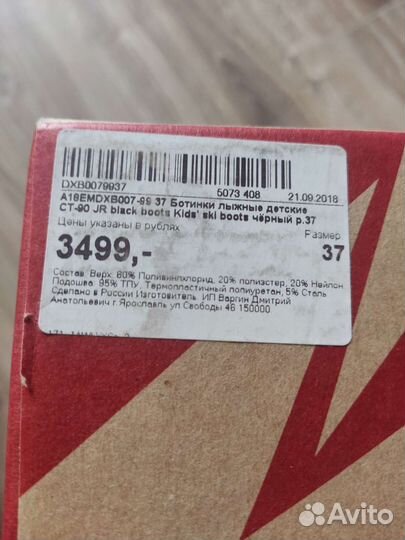 DXB0079937 5073 408 21.09.2018
A18EMDXB007-99 37 Ботинки лыжные детские
CT-90 JR black boots Kids' ski boots чёрный р.37
Цены указаны в рублях Размер
3499,- 37
Состав: Верх: 80% Поливинилхлорид, 20% полиэстер, 20% Нейлон
Подошва: 95% ТПУ, Термопластичный полиуретан, 5% Сталь
Сделано в России Изготовитель: ИП Варгин Дмитрий
Анатольевич г.Ярославль ул.Свободы 46 150000
Avito